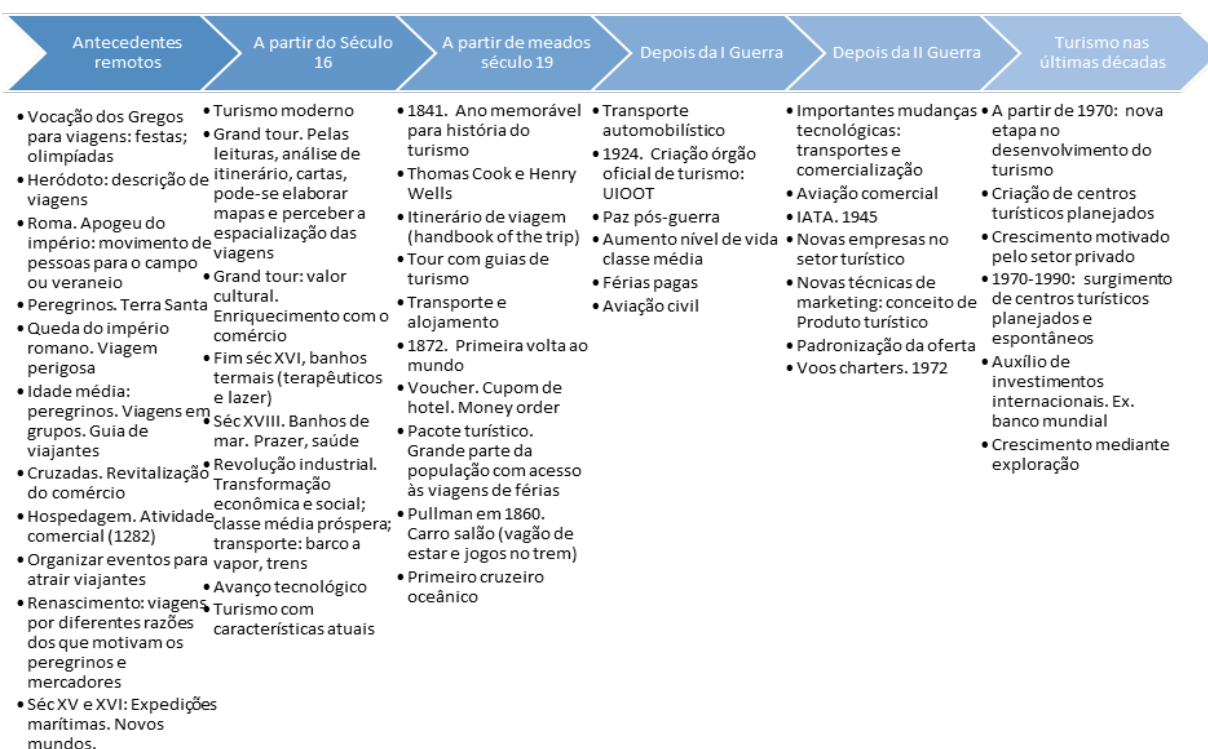 Antecedentes
remotos
A partir do Século
16
A partir de meados
século 19
Depois da I Guerra
Depois da II Guerra
Turismo nas
últimas décadas
• Vocação dos Gregos
para viagens: festas;
olimpíadas
• Heródoto: descrição de
viagens
• Roma. Apogeu do
império: movimento de
pessoas para o campo
ou veraneio
• Peregrinos. Terra Santa
• Queda do império
romano. Viagem
perigosa
• Idade média:
peregrinos. Viagens em
grupos. Guia de
viajantes
• Cruzadas. Revitalização
do comércio
• Hospedagem. Atividade
comercial (1282)
• Organizar eventos para
atrair viajantes
• Renascimento: viagens
por diferentes razões
dos que motivam os
peregrinos e
mercadores
• Séc XV e XVI: Expedições
marítimas. Novos
mundos.
• Turismo moderno
• Grand tour. Pelas
leituras, análise de
itinerário, cartas,
pode-se elaborar
mapas e perceber a
espacialização das
viagens
• Grand tour: valor
cultural.
Enriquecimento com o
comércio
• Fim séc XVI, banhos
termais (terapêuticos
e lazer)
• Séc XVIII. Banhos de
mar. Prazer, saúde
• Revolução industrial.
Transformação
econômica e social;
classe média próspera;
transporte: barco a
vapor, trens
• Avanço tecnológico
• Turismo com
características atuais
• 1841. Ano memorável
para história do
turismo
• Thomas Cook e Henry
Wells
• Itinerário de viagem
(handbook of the trip)
• Tour com guias de
turismo
• Transporte e
alojamento
• 1872. Primeira volta ao
mundo
• Voucher. Cupom de
hotel. Money order
• Pacote turístico.
Grande parte da
população com acesso
às viagens de férias
• Pullman em 1860.
Carro salão (vagão de
estar e jogos no trem)
• Primeiro cruzeiro
oceânico
• Transporte
automobilístico
• 1924. Criação órgão
oficial de turismo:
UIOOT
• Paz pós-guerra
• Aumento nível de vida
classe média
• Férias pagas
• Aviação civil
• Importantes mudanças
tecnológicas:
transportes e
comercialização
• Aviação comercial
• IATA. 1945
• Novas empresas no
setor turístico
• Novas técnicas de
marketing: conceito de
Produto turístico
• Padronização da oferta
• Voos charters. 1972
• A partir de 1970: nova
etapa no
desenvolvimento do
turismo
• Criação de centros
turísticos planejados
• Crescimento motivado
pelo setor privado
• 1970-1990: surgimento
de centros turísticos
planejados e
espontâneos
• Auxílio de
investimentos
internacionais. Ex.
banco mundial
• Crescimento mediante
exploração